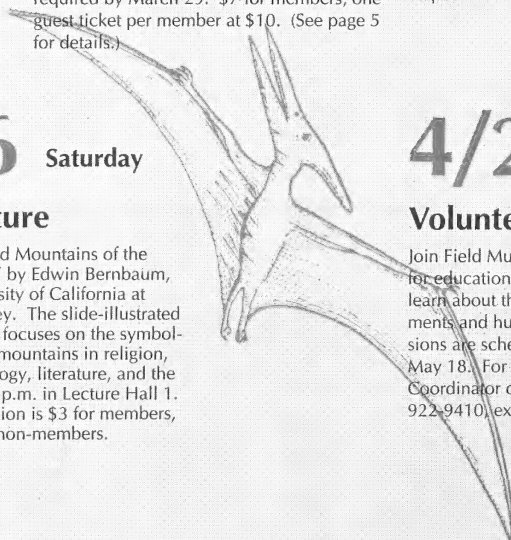 required by March 29. $7 for members, one
guest ticket per member at $10. (See page 5
for details.)
6 Saturday
ture
d Mountains of the
" by Edwin Bernbaum,
sity of California at
ey. The slide-illustrated
focuses on the symbol-
mountains in religion,
ogy, literature, and the
p.m. in Lecture Hall 1.
ion is $3 for members,
non-members.
4/2
Volunte
Join Field Mu
for education
learn about th
ments and hu
sions are sche
May 18. For
Coordinator o
922-9410, ex